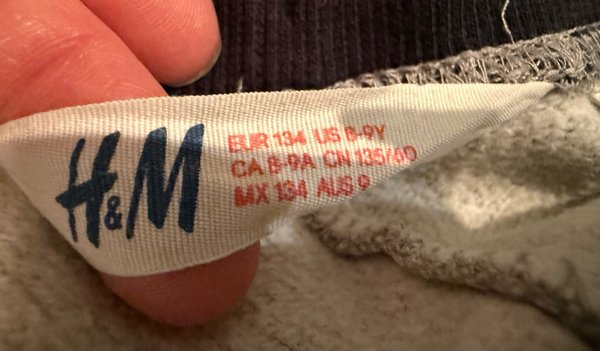 H&M
EUR 134 US 8-9Y
CA 8-9A CN 135/60
MX 134 AUS 9